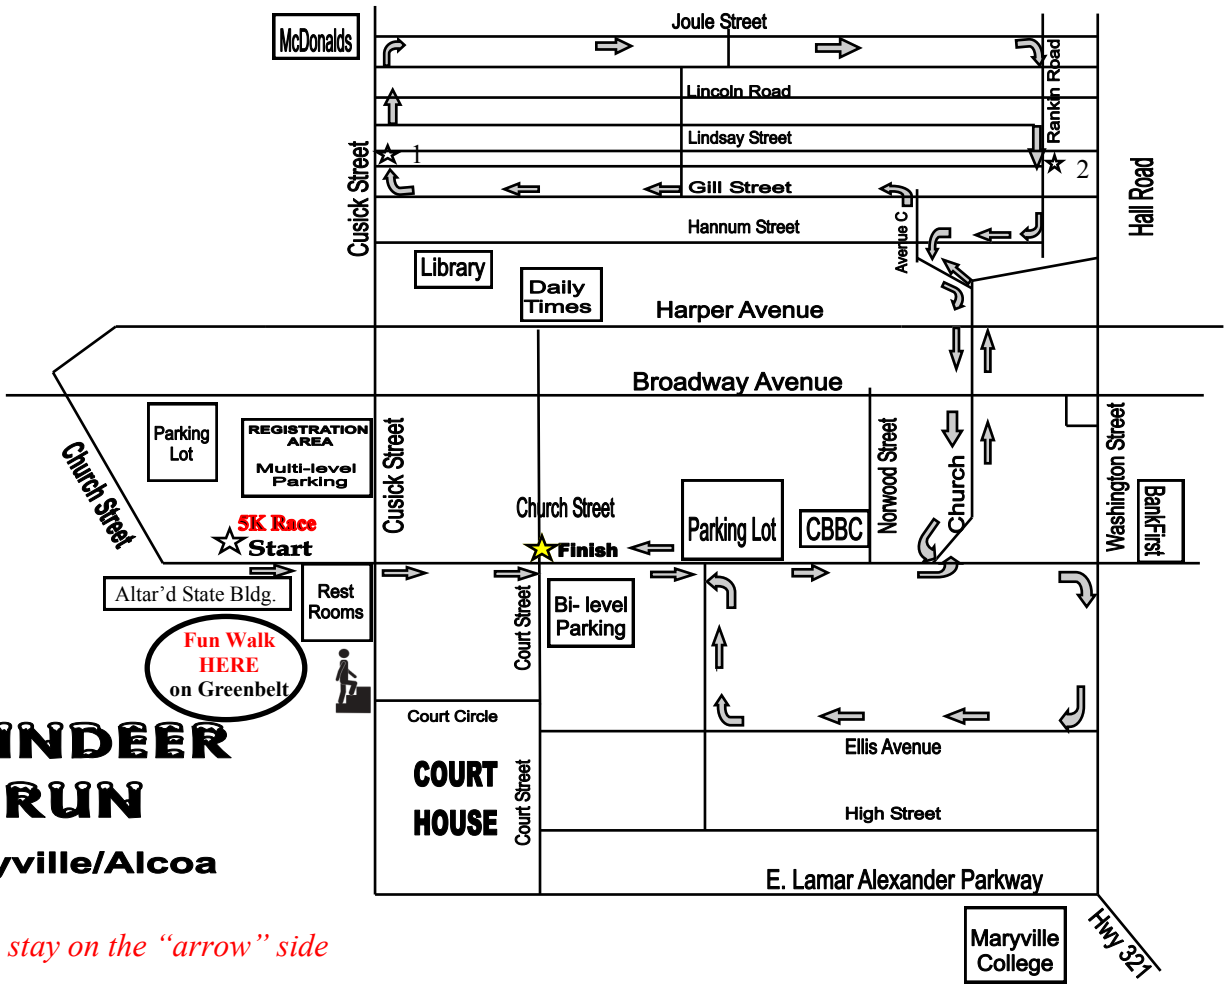 Joule Street
McDonalds
Rankin Road
Lincoln Road
Lindsay Street
1
2
Cusick Street
Gill Street
Hall Road
Hannum Street
Avenue C
Library
Daily
Times
Harper Avenue
Broadway Avenue
Parking
Lot
REGISTRATION
AREA
Multi-level
Parking
Church Street
Cusick Street
Norwood Street
Church
Washington Street
BankFirst
5K Race
Start
Church Street
Finish
Parking Lot
CBBC
Altar’d State Bldg.
Rest
Rooms
Court Street
Bi- level
Parking
Fun Walk
HERE
on Greenbelt
Court Circle
INDEER
RUN
yville/Alcoa
COURT
HOUSE
Court Street
Ellis Avenue
High Street
E. Lamar Alexander Parkway
Maryville
College
Hwy 321
stay on the “arrow” side